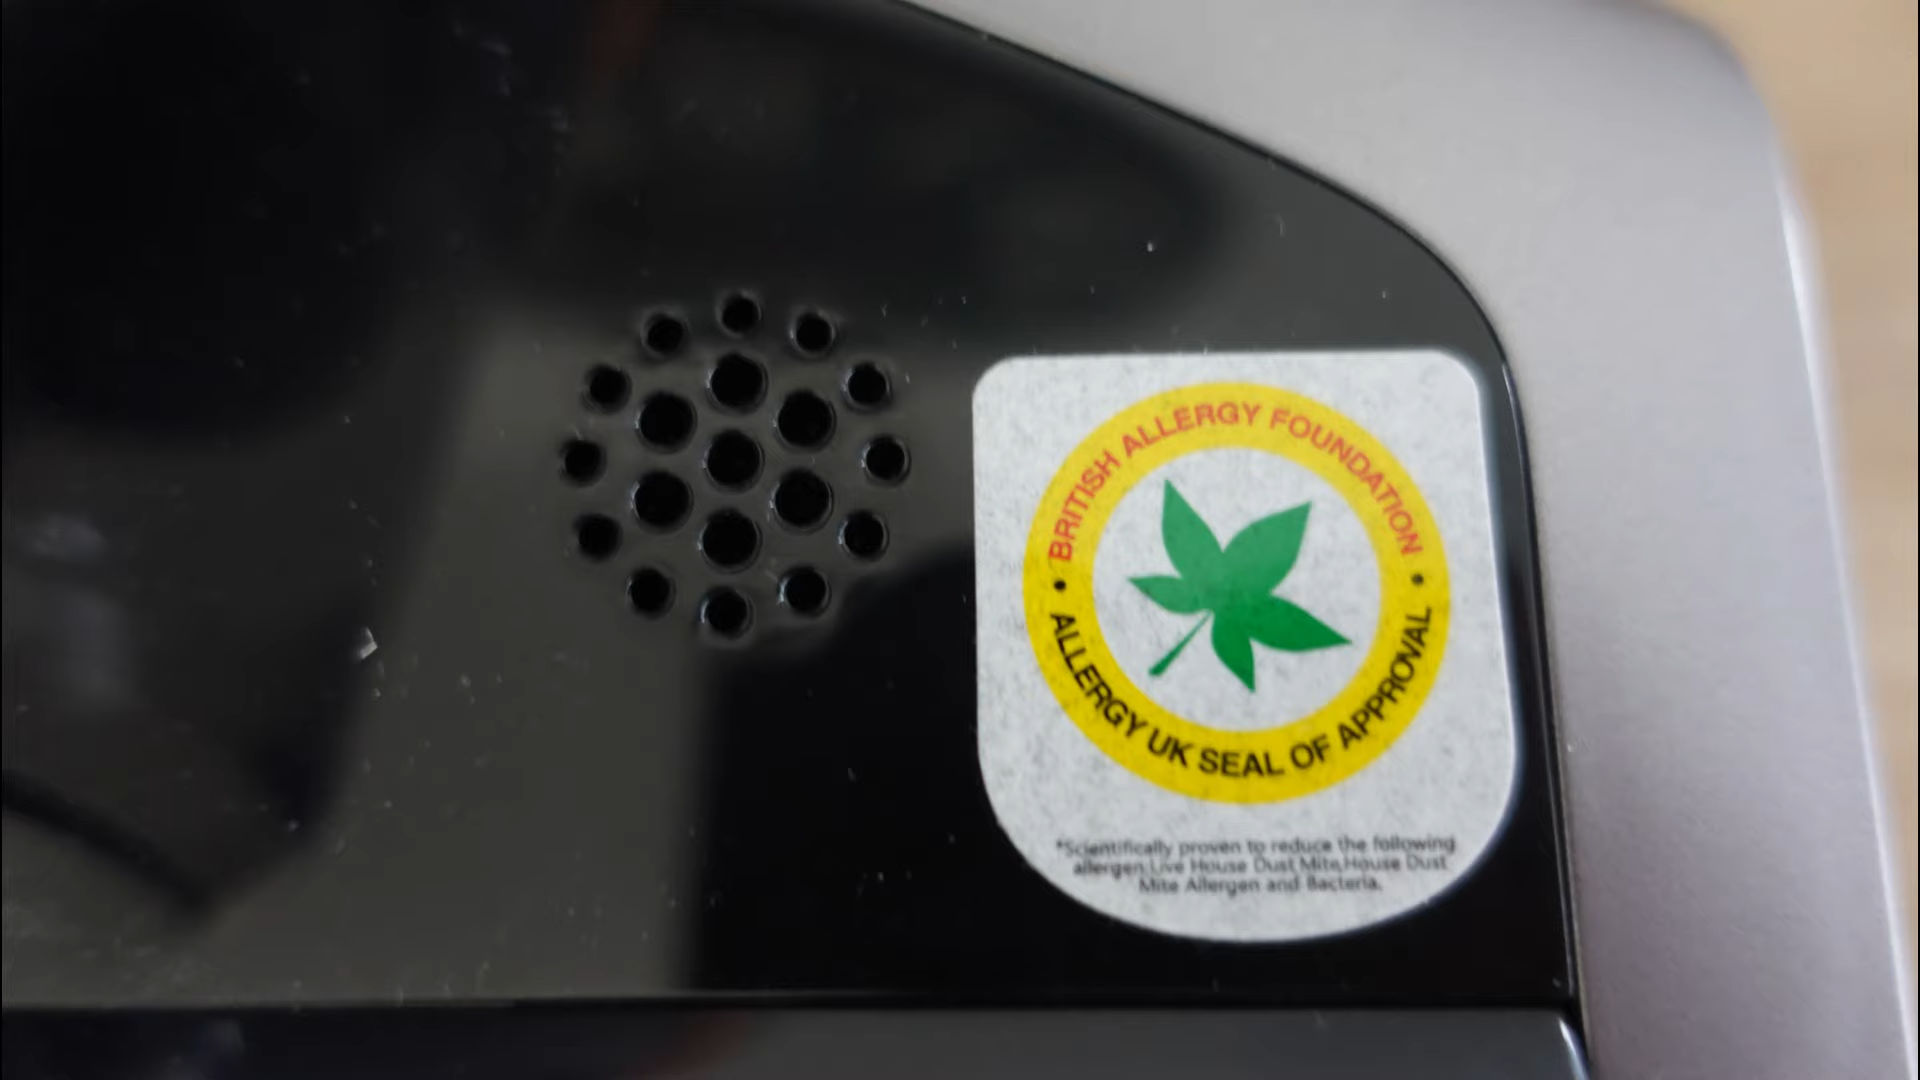 • BRITISH ALLERGY FOUNDATION •
ALLERGY UK SEAL OF APPROVAL
*Scientifically proven to reduce the following
allergen:Live House Dust Mite,House Dust
Mite Allergen and Bacteria.